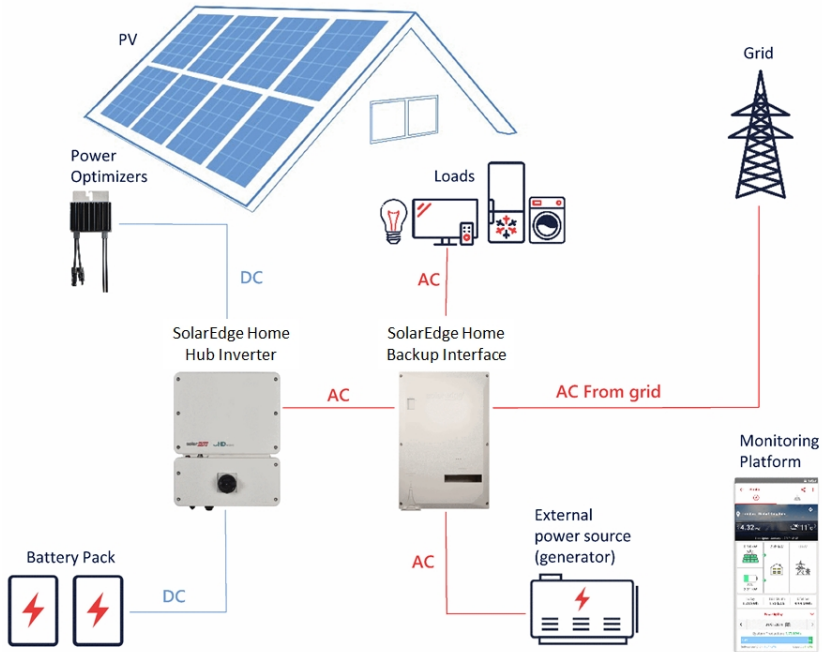 PV
Grid
Power
Optimizers
Loads
DC
AC
SolarEdge Home
Hub Inverter
SolarEdge Home
Backup Interface
AC
AC From grid
Monitoring
Platform
External
power source
(generator)
Battery Pack
DC
AC